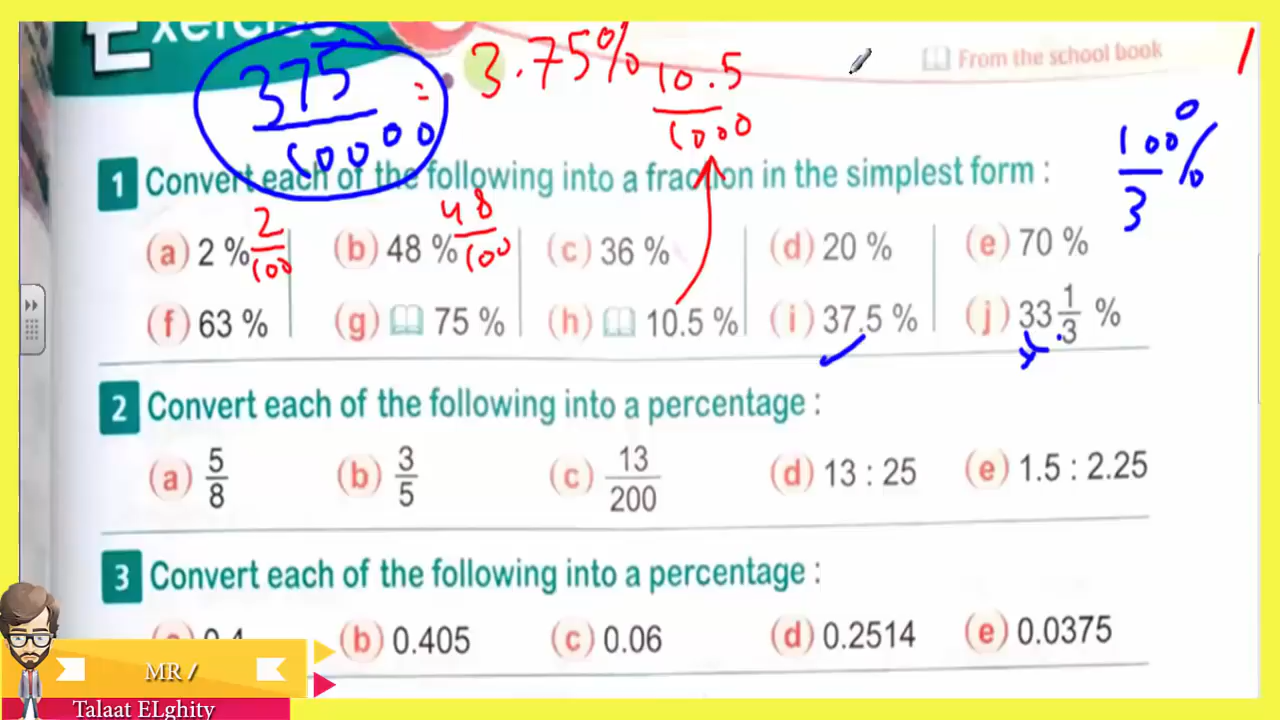 Exercise
375 = 3.75%
10000
10.5
1000
From the school book
1
100 %
3
1 Convert each of the following into a fraction in the simplest form :
(a) 2 % 2/100 (b) 48 % 48/100 (c) 36 % (d) 20 % (e) 70 %
(f) 63 % (g) 75 % (h) 10.5 % (i) 37.5 % (j) 33 1/3 %
2 Convert each of the following into a percentage :
(a) 5/8 (b) 3/5 (c) 13/200 (d) 13 : 25 (e) 1.5 : 2.25
3 Convert each of the following into a percentage :
(a) 0.4 (b) 0.405 (c) 0.06 (d) 0.2514 (e) 0.0375
MR /
Talaat ELghity